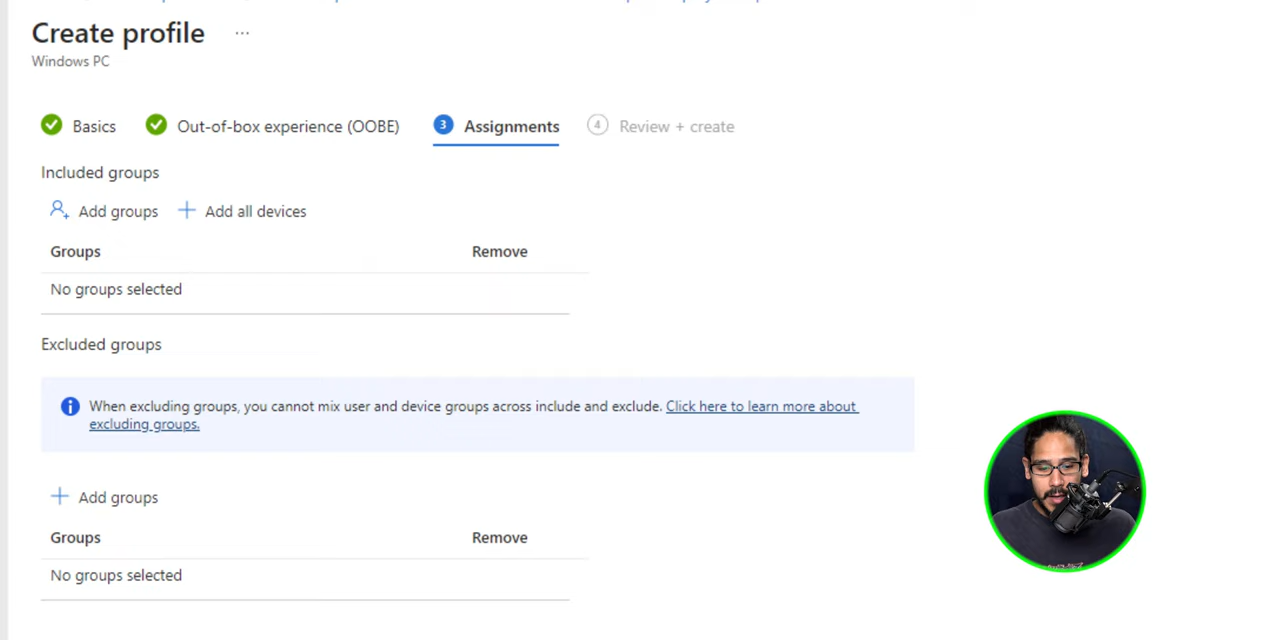 Create profile
...
Windows PC
Basics
Out-of-box experience (OOBE)
3 Assignments
4 Review + create
Included groups
Add groups
+ Add all devices
Groups Remove
No groups selected
Excluded groups
When excluding groups, you cannot mix user and device groups across include and exclude. Click here to learn more about
excluding groups.
+ Add groups
Groups Remove
No groups selected